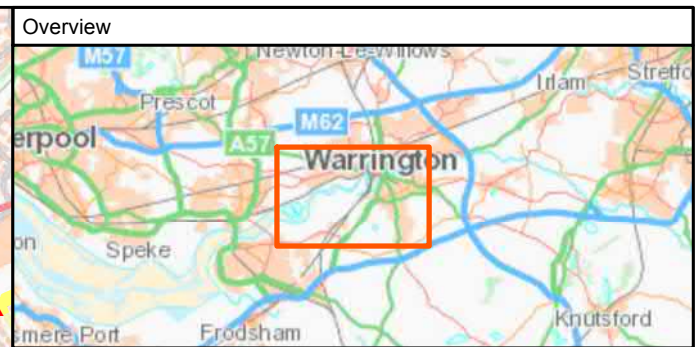 Overview
M57
Newton-Le-Willows
Irlam
Stretfo
Prescot
M62
erpool
A57
Warrington
on
Speke
Knutsford
smere Port
Frodsham